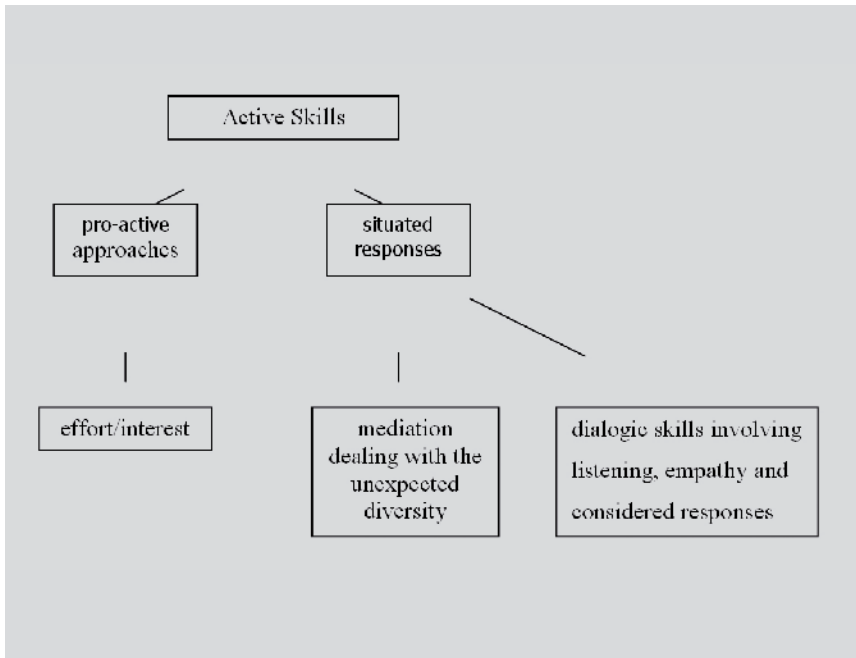 Active Skills
pro-active
approaches
situated
responses
effort/interest
mediation
dealing with the
unexpected
diversity
dialogic skills involving
listening, empathy and
considered responses